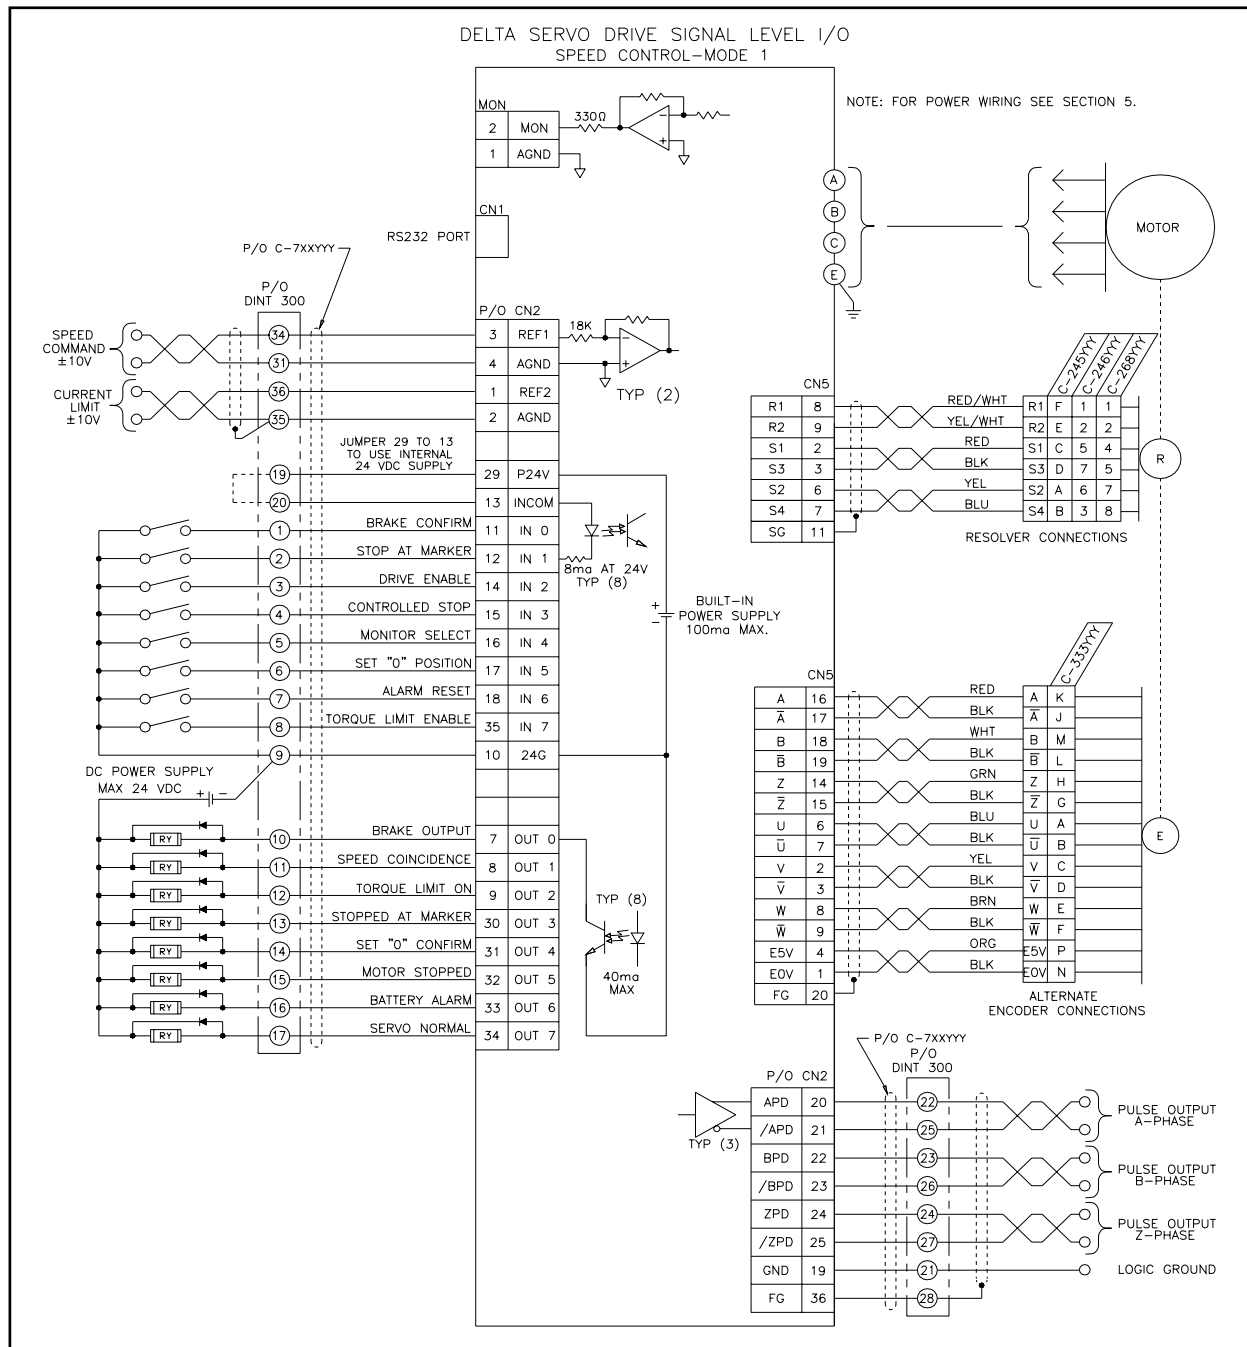 DELTA SERVO DRIVE SIGNAL LEVEL I/O
SPEED CONTROL-MODE 1
NOTE: FOR POWER WIRING SEE SECTION 5.
MON
2 MON 330Ω - +
1 AGND
A
B
C
E
MOTOR
CN1
RS232 PORT
P/O C-7XXYYY
P/O
DINT 300
P/O CN2
SPEED
COMMAND
±10V
34 3 REF1 18K - +
31 4 AGND
TYP (2)
CURRENT
LIMIT
±10V
36 1 REF2
35 2 AGND
JUMPER 29 TO 13
TO USE INTERNAL
24 VDC SUPPLY
19 29 P24V
20 13 INCOM
1 BRAKE CONFIRM 11 IN 0
2 STOP AT MARKER 12 IN 1
8ma AT 24V
TYP (8)
3 DRIVE ENABLE 14 IN 2
4 CONTROLLED STOP 15 IN 3
5 MONITOR SELECT 16 IN 4
6 SET "0" POSITION 17 IN 5
7 ALARM RESET 18 IN 6
8 TORQUE LIMIT ENABLE 35 IN 7
9 10 24G
+ - BUILT-IN
POWER SUPPLY
100ma MAX.
DC POWER SUPPLY
MAX 24 VDC + -
RY 10 BRAKE OUTPUT 7 OUT 0
RY 11 SPEED COINCIDENCE 8 OUT 1
RY 12 TORQUE LIMIT ON 9 OUT 2
RY 13 STOPPED AT MARKER 30 OUT 3
RY 14 SET "0" CONFIRM 31 OUT 4
RY 15 MOTOR STOPPED 32 OUT 5
RY 16 BATTERY ALARM 33 OUT 6
RY 17 SERVO NORMAL 34 OUT 7
TYP (8)
40ma
MAX
C-245YYY
C-246YYY
C-268YYY
CN5
R1 8 RED/WHT R1 F 1 1
R2 9 YEL/WHT R2 E 2 2
S1 2 RED S1 C 5 4
S3 3 BLK S3 D 7 5
S2 6 YEL S2 A 6 7
S4 7 BLU S4 B 3 8
SG 11
R
RESOLVER CONNECTIONS
C-333YYY
CN5
A 16 RED A K
A̅ 17 BLK A̅ J
B 18 WHT B M
B̅ 19 BLK B̅ L
Z 14 GRN Z H
Z̅ 15 BLK Z̅ G
U 6 BLU U A
U̅ 7 BLK U̅ B
V 2 YEL V C
V̅ 3 BLK V̅ D
W 8 BRN W E
W̅ 9 BLK W̅ F
E5V 4 ORG E5V P
E0V 1 BLK E0V N
FG 20
E
ALTERNATE
ENCODER CONNECTIONS
P/O C-7XXYYY
P/O
DINT 300
P/O CN2
TYP (3)
APD 20 22
/APD 21 25
PULSE OUTPUT
A-PHASE
BPD 22 23
/BPD 23 26
PULSE OUTPUT
B-PHASE
ZPD 24 24
/ZPD 25 27
PULSE OUTPUT
Z-PHASE
GND 19 21 LOGIC GROUND
FG 36 28